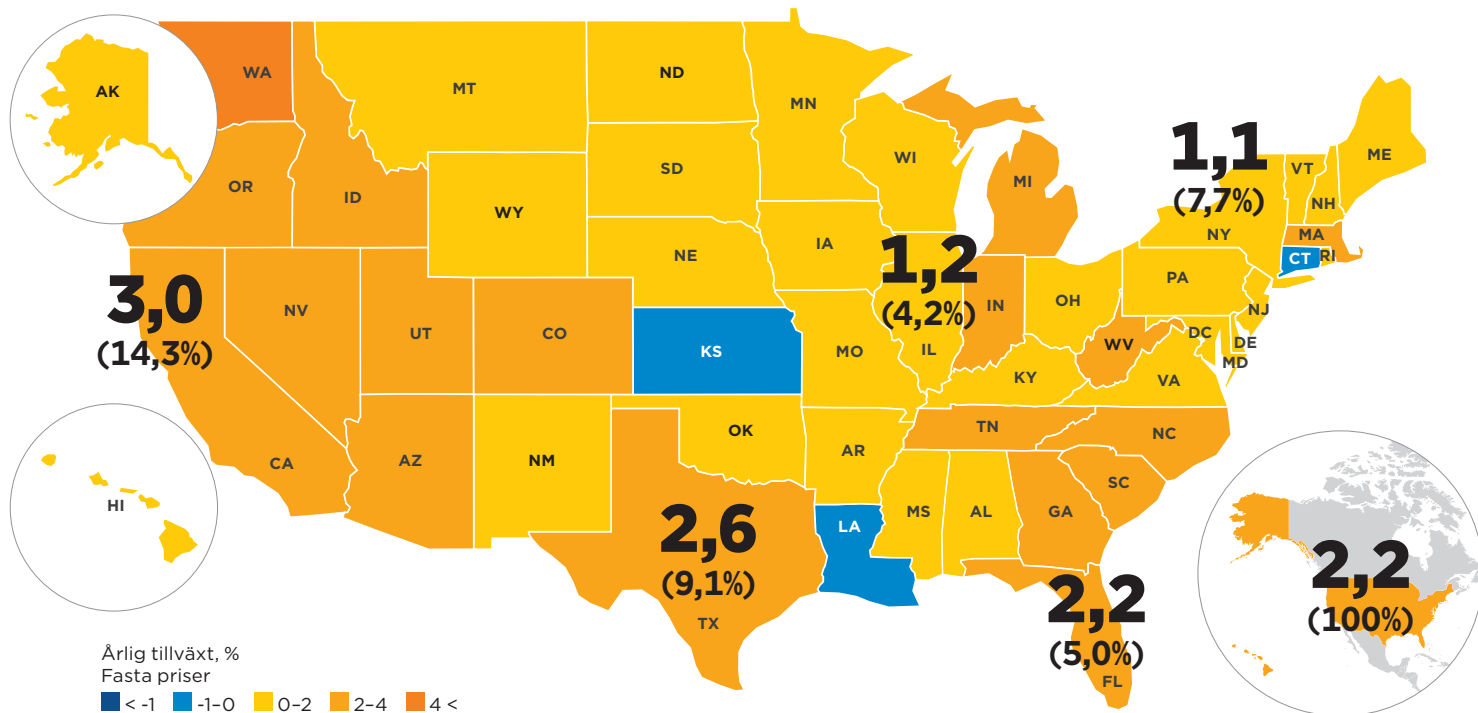 WA
AK
MT
ND
MN
OR
ID
SD
WI
MI
1,1
(7,7%)
VT
ME
NH
WY
NY
MA
CT
RI
3,0
(14,3%)
NV
UT
CO
NE
IA
1,2
(4,2%)
IL
IN
OH
PA
NJ
DC
DE
MD
KS
MO
KY
WV
VA
CA
AZ
NM
OK
AR
TN
NC
SC
HI
2,6
(9,1%)
TX
LA
MS
AL
GA
2,2
(5,0%)
FL
2,2
(100%)
Årlig tillväxt, %
Fasta priser
< -1 -1–0 0–2 2–4 4 <